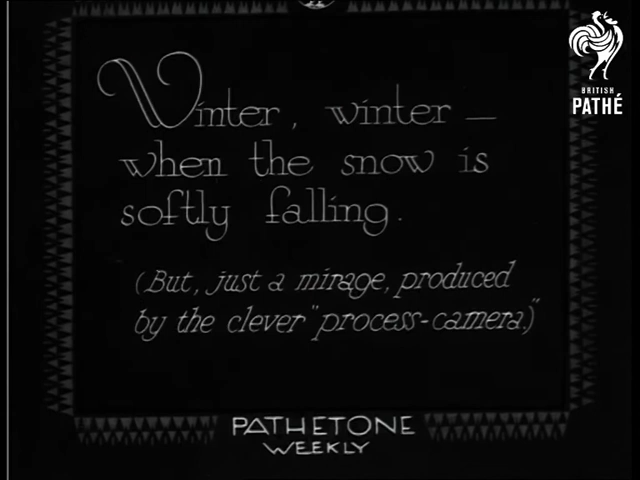 BRITISH
PATHÉ
Winter, winter —
when the snow is
softly falling.
(But, just a mirage, produced
by the clever "process-camera.")
PATHETONE
WEEKLY